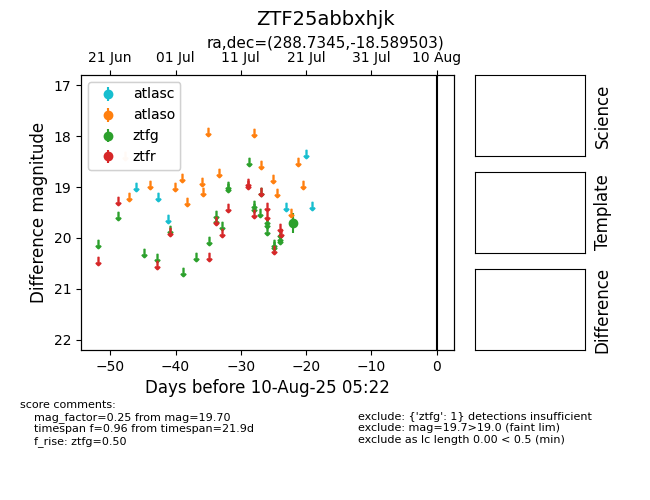 ZTF25abbxhjk
ra,dec=(288.7345,-18.589503)
21 Jun 01 Jul 11 Jul 21 Jul 31 Jul 10 Aug
atlasc
atlaso
ztfg
ztfr
17
18
19
20
21
22
Difference magnitude
−50 −40 −30 −20 −10 0
Days before 10-Aug-25 05:22
Science
Template
Difference
score comments:
mag_factor=0.25 from mag=19.70
timespan f=0.96 from timespan=21.9d
f_rise: ztfg=0.50
exclude: {'ztfg': 1} detections insufficient
exclude: mag=19.7>19.0 (faint lim)
exclude as lc length 0.00 < 0.5 (min)